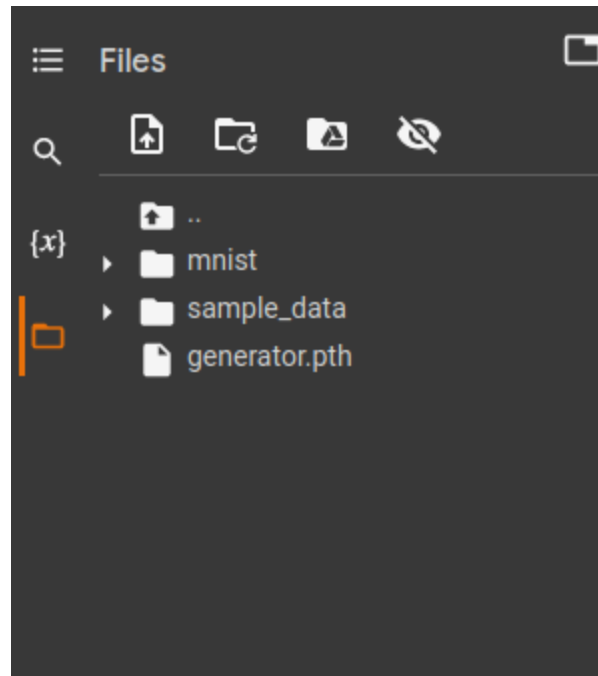 Files
..
{x}
mnist
sample_data
generator.pth